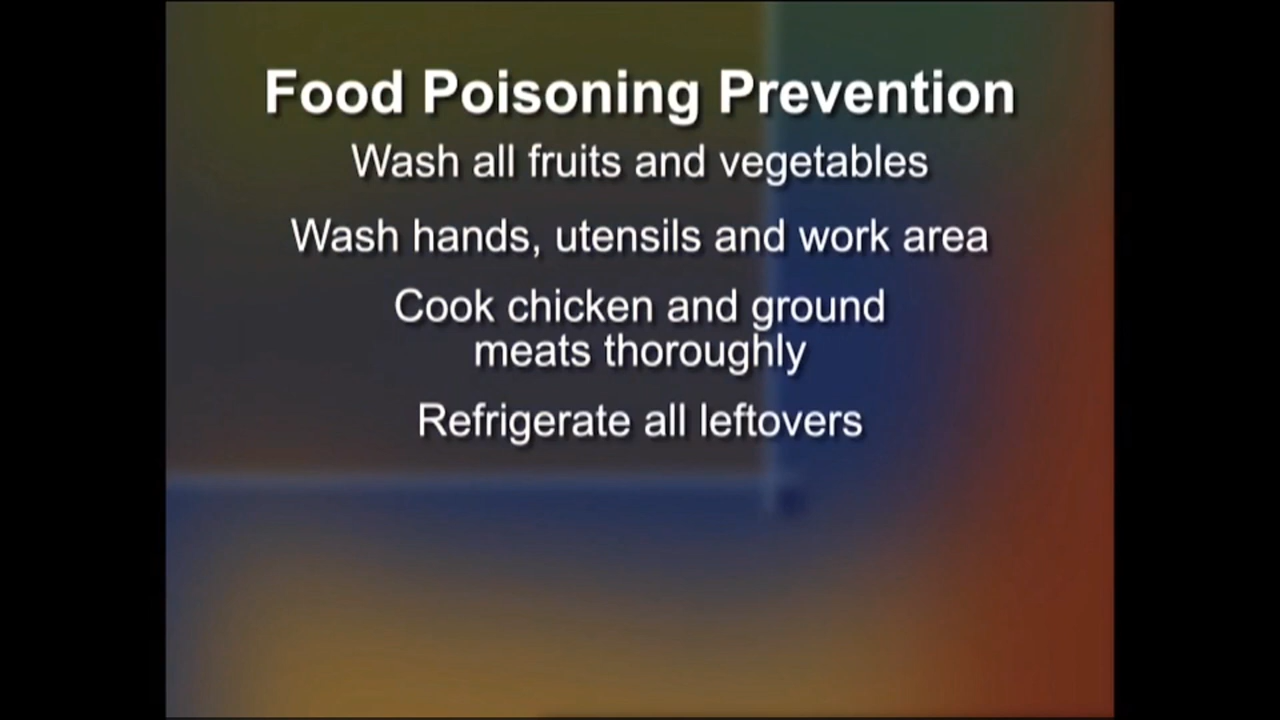 Food Poisoning Prevention
Wash all fruits and vegetables
Wash hands, utensils and work area
Cook chicken and ground
meats thoroughly
Refrigerate all leftovers